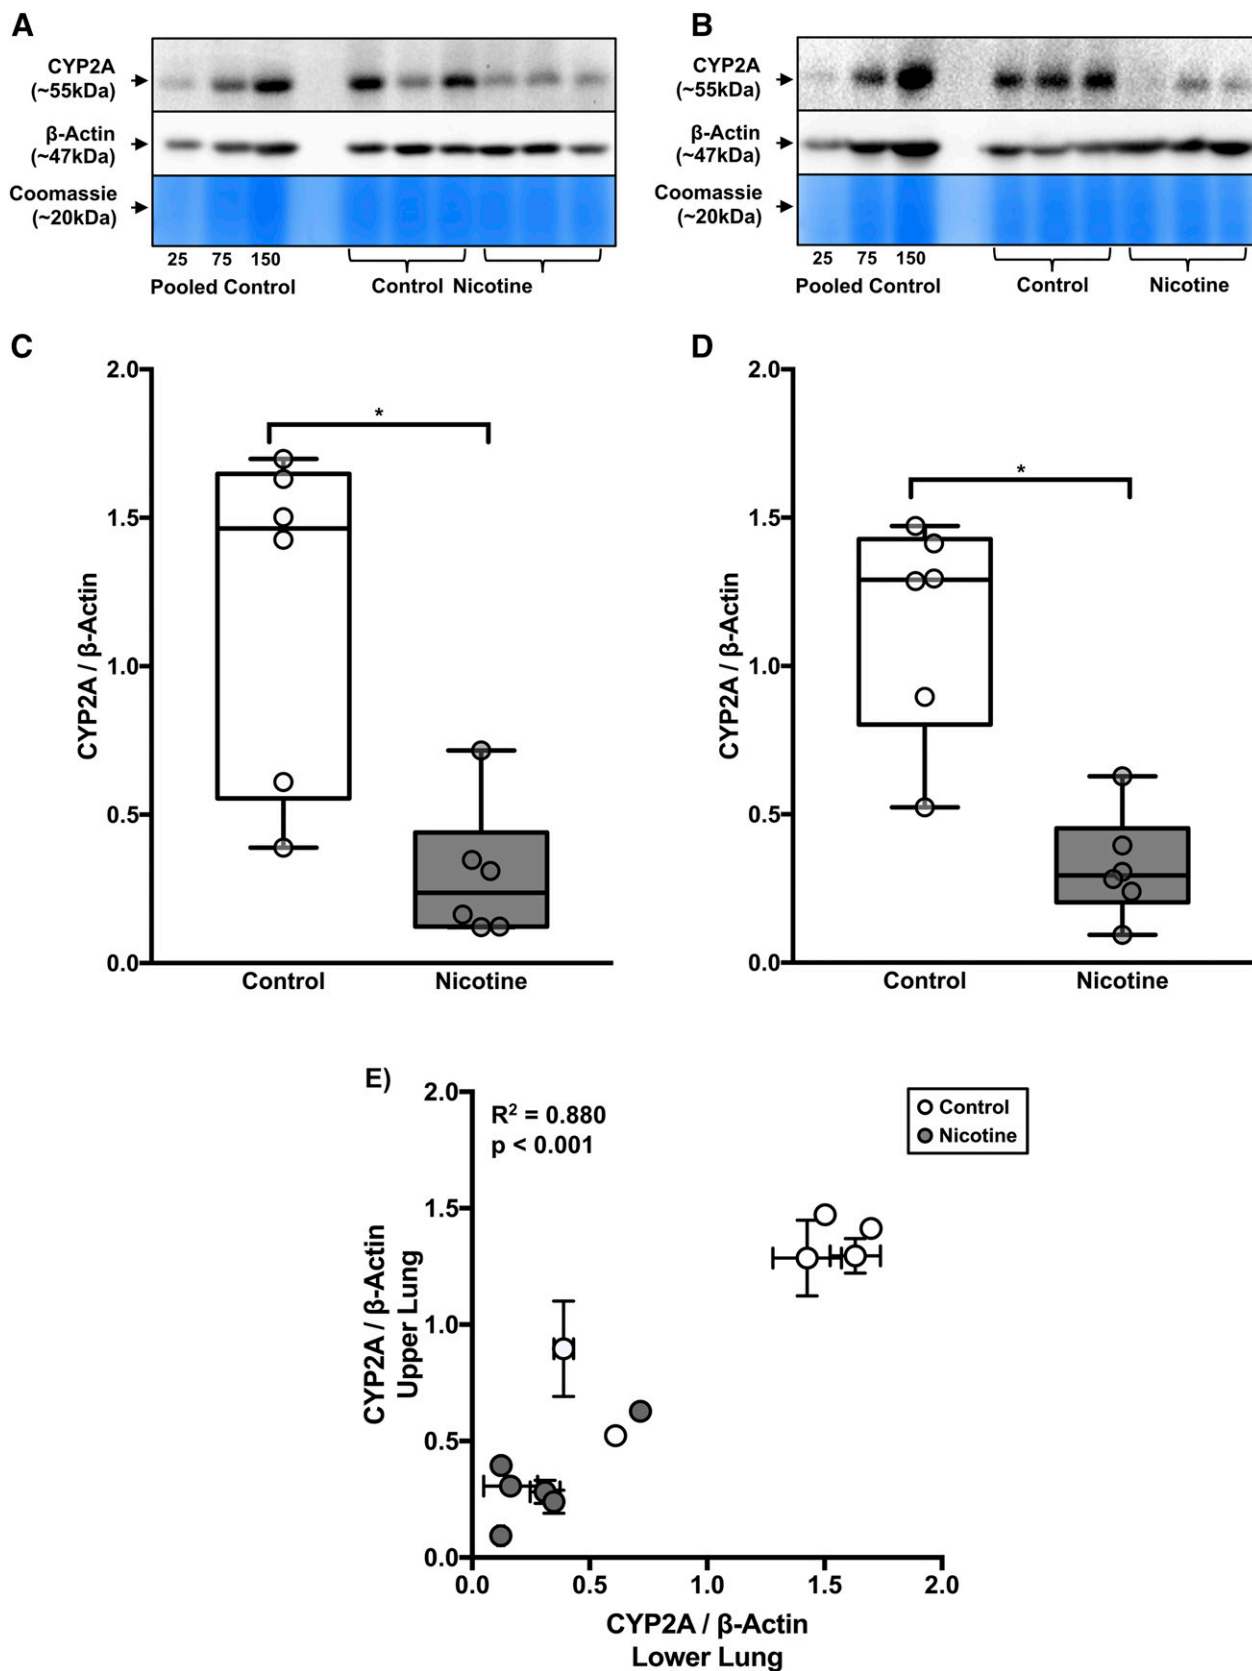 A
CYP2A
(~55kDa)
β-Actin
(~47kDa)
Coomassie
(~20kDa)
25 75 150
Pooled Control
Control Nicotine
B
CYP2A
(~55kDa)
β-Actin
(~47kDa)
Coomassie
(~20kDa)
25 75 150
Pooled Control
Control
Nicotine
C
2.0
1.5
1.0
0.5
0.0
CYP2A / β-Actin
*
Control
Nicotine
D
2.0
1.5
1.0
0.5
0.0
CYP2A / β-Actin
*
Control
Nicotine
E)
R² = 0.880
p < 0.001
Control
Nicotine
2.0
1.5
1.0
0.5
0.0
CYP2A / β-Actin
Upper Lung
0.0 0.5 1.0 1.5 2.0
CYP2A / β-Actin
Lower Lung